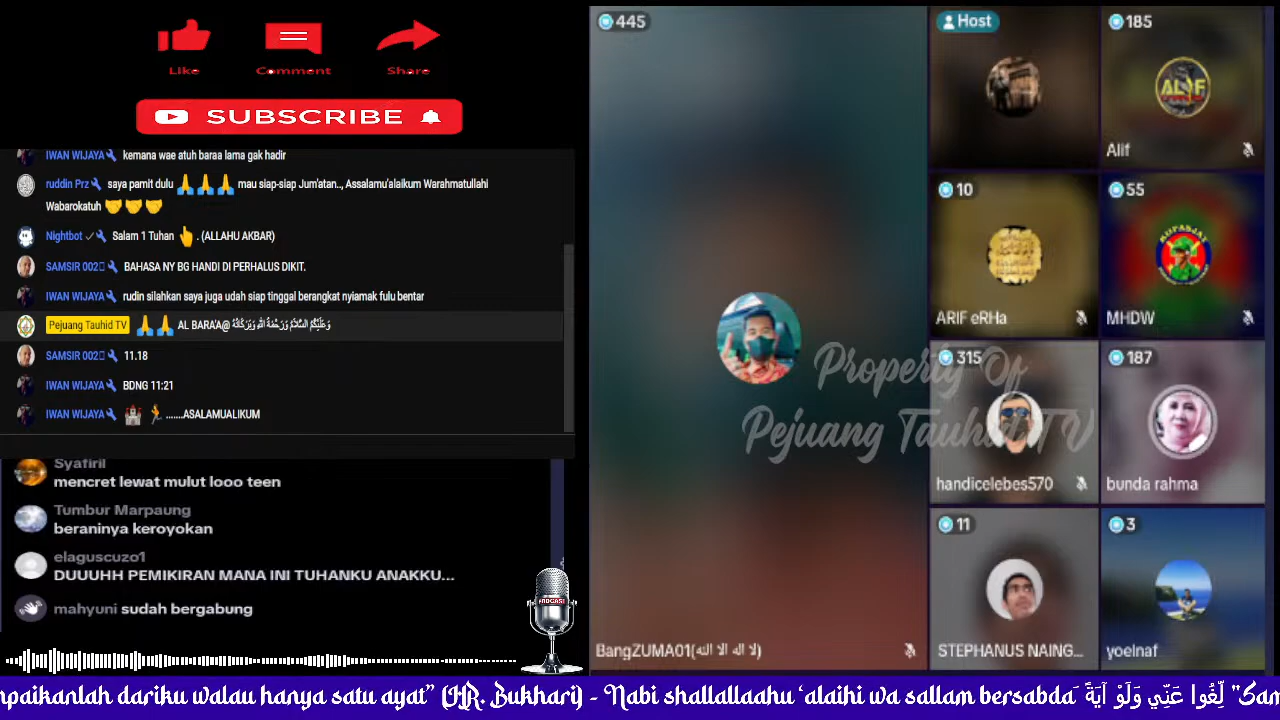 Like
Comment
Share
SUBSCRIBE
IWAN WIJAYA kemana wae atuh baraa lama gak hadir
ruddin Prz saya pamit dulu 🙏🙏🙏 mau siap-siap Jum'atan.., Assalamu'alaikum Warahmatullahi
Wabarokatuh 🤝🤝🤝
Nightbot ✓ Salam 1 Tuhan 👆. (ALLAHU AKBAR)
SAMSIR 002 BAHASA NY BG HANDI DI PERHALUS DIKIT.
IWAN WIJAYA rudin silahkan saya juga udah siap tinggal berangkat nyiamak fulu bentar
Pejuang Tauhid TV 🙏🙏 AL BARA'A@ وَعَلَيْكُمُ السَّلاَمُ وَرَحْمَةُ اللهِ وَبَرَكَاتُهُ
SAMSIR 002 11.18
IWAN WIJAYA BDNG 11:21
IWAN WIJAYA 🕌 🏃 .......ASALAMUALIKUM
Syafiril
mencret lewat mulut looo teen
Tumbur Marpaung
beraninya keroyokan
elaguscuzo1
DUUUHH PEMIKIRAN MANA INI TUHANKU ANAKKU...
mahyuni sudah bergabung
PODCAST
445
BangZUMA01(لا اله الا الله)
Host
185
ALIF
Alif
10
ARIF eRHa
55
MHDW
315
handicelebes570
187
bunda rahma
11
STEPHANUS NAING...
3
yoelnaf
Property Of
Pejuang Tauhid TV
npaikanlah dariku walau hanya satu ayat” (HR. Bukhari) - Nabi shallallaahu ‘alaihi wa sallam bersabda لِّغُوا عَنِّي وَلَوْ آيَةً "Sam